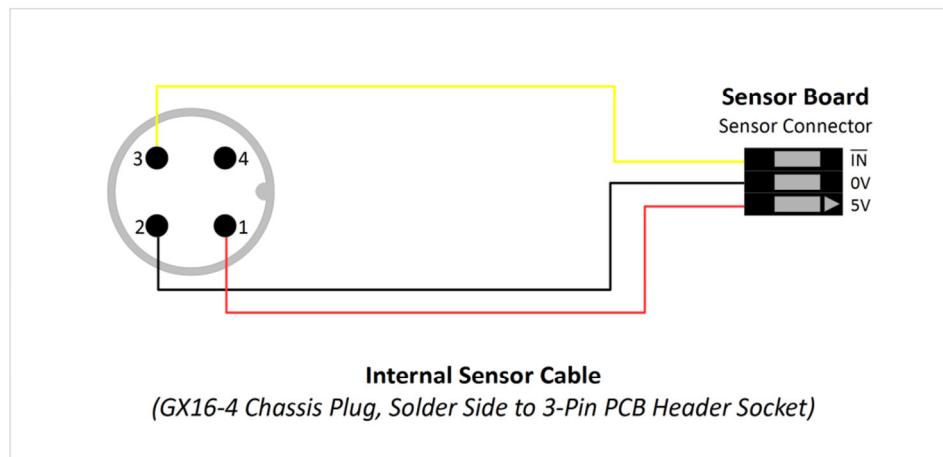 Sensor Board
Sensor Connector
3
4
I̅N̅
0V
5V
2
1
Internal Sensor Cable
(GX16-4 Chassis Plug, Solder Side to 3-Pin PCB Header Socket)